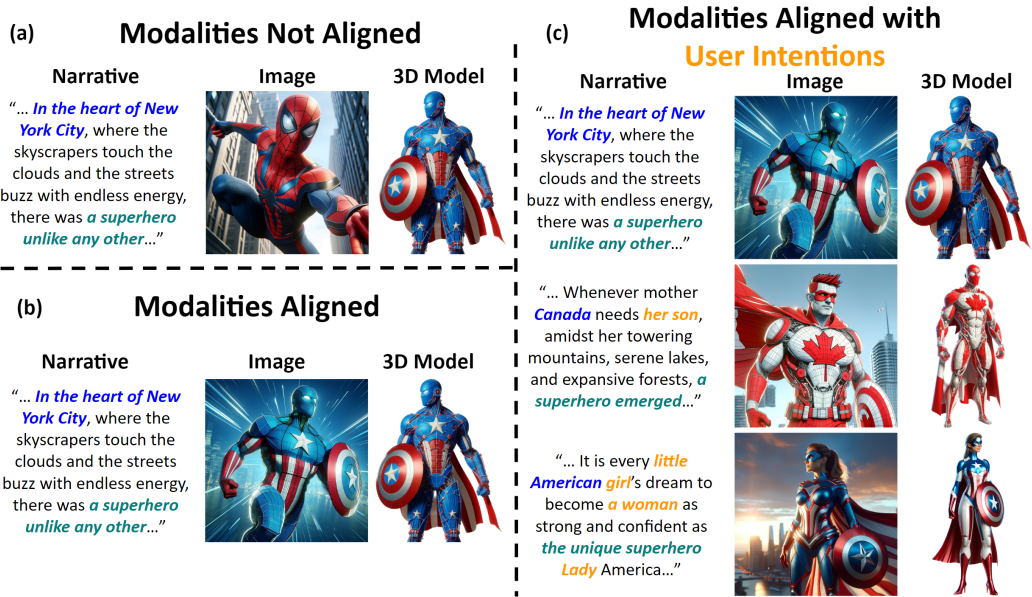 (a)
Modalities Not Aligned
Narrative
Image
3D Model
“... In the heart of New
York City, where the
skyscrapers touch the
clouds and the streets
buzz with endless energy,
there was a superhero
unlike any other...”
(b)
Modalities Aligned
Narrative
Image
3D Model
“... In the heart of New
York City, where the
skyscrapers touch the
clouds and the streets
buzz with endless energy,
there was a superhero
unlike any other...”
(c)
Modalities Aligned with
User Intentions
Narrative
Image
3D Model
“... In the heart of New
York City, where the
skyscrapers touch the
clouds and the streets
buzz with endless energy,
there was a superhero
unlike any other...”
“... Whenever mother
Canada needs her son,
amidst her towering
mountains, serene lakes,
and expansive forests, a
superhero emerged...”
“... It is every little
American girl’s dream to
become a woman as
strong and confident as
the unique superhero
Lady America...”